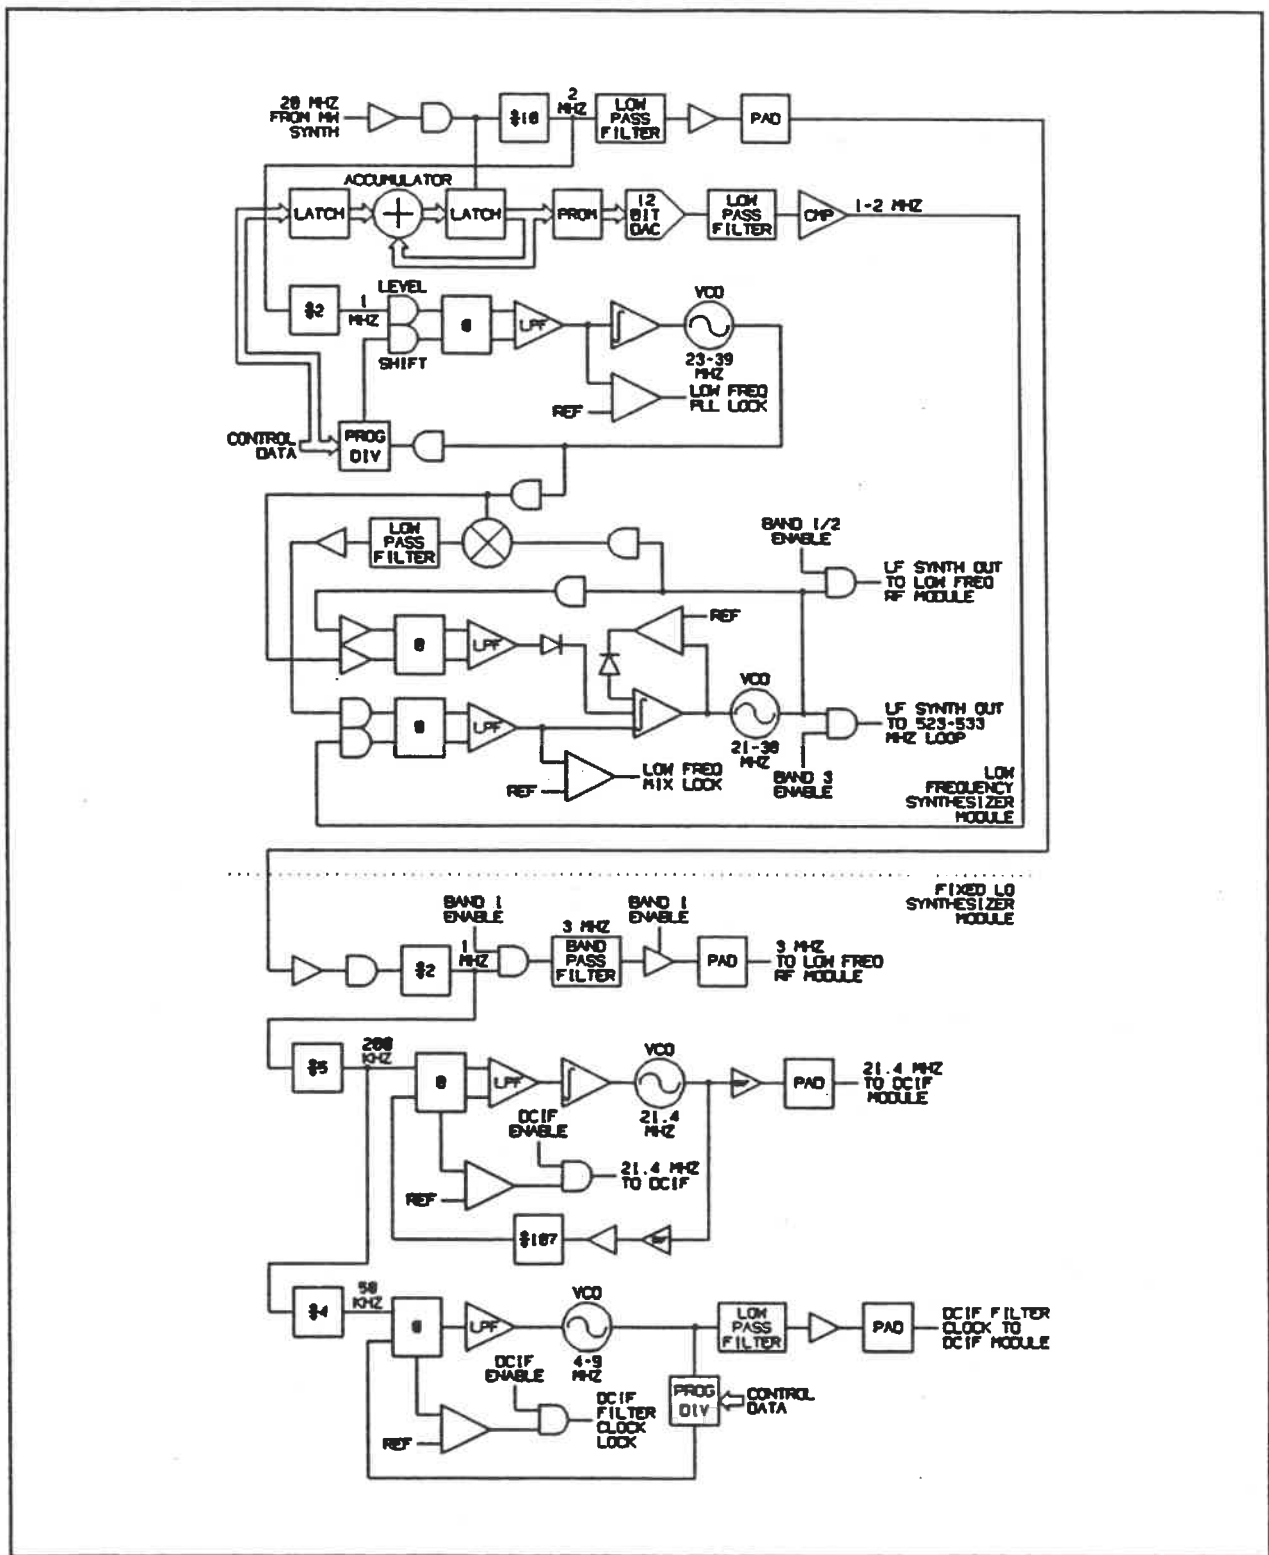 20 MHZ
FROM MW
SYNTH
÷10
2
MHZ
LOW
PASS
FILTER
PAD
ACCUMULATOR
LATCH
+
LATCH
PROM
12
BIT
DAC
LOW
PASS
FILTER
CMP
1-2 MHZ
÷2
1
MHZ
LEVEL
SHIFT
Ø
LPF
VCO
23-39
MHZ
REF
LOW FREQ
PLL LOCK
CONTROL
DATA
PROG
DIV
LOW
PASS
FILTER
BAND 1/2
ENABLE
LF SYNTH OUT
TO LOW FREQ
RF MODULE
REF
Ø
LPF
VCO
21-38
MHZ
Ø
LPF
LF SYNTH OUT
TO 523-533
MHZ LOOP
REF
LOW FREQ
MIX LOCK
BAND 3
ENABLE
LOW
FREQUENCY
SYNTHESIZER
MODULE
FIXED LO
SYNTHESIZER
MODULE
BAND 1
ENABLE
BAND 1
ENABLE
÷2
1
MHZ
3 MHZ
BAND
PASS
FILTER
PAD
3 MHZ
TO LOW FREQ
RF MODULE
÷5
200
KHZ
Ø
LPF
VCO
21.4
MHZ
PAD
21.4 MHZ
TO DCIF
MODULE
DCIF
ENABLE
REF
21.4 MHZ
TO DCIF
÷107
÷4
50
KHZ
Ø
LPF
VCO
4-9
MHZ
LOW
PASS
FILTER
PAD
DCIF FILTER
CLOCK TO
DCIF MODULE
DCIF
ENABLE
PROG
DIV
CONTROL
DATA
REF
DCIF
FILTER
CLOCK
LOCK